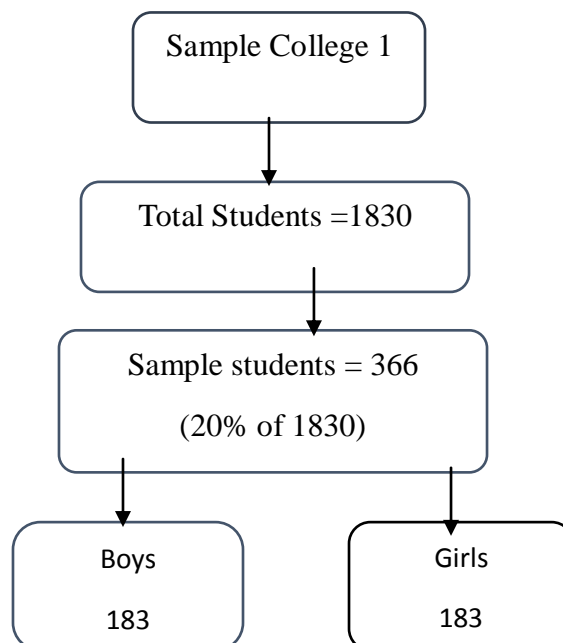 Sample College 1
Total Students =1830
Sample students = 366
(20% of 1830)
Boys
183
Girls
183